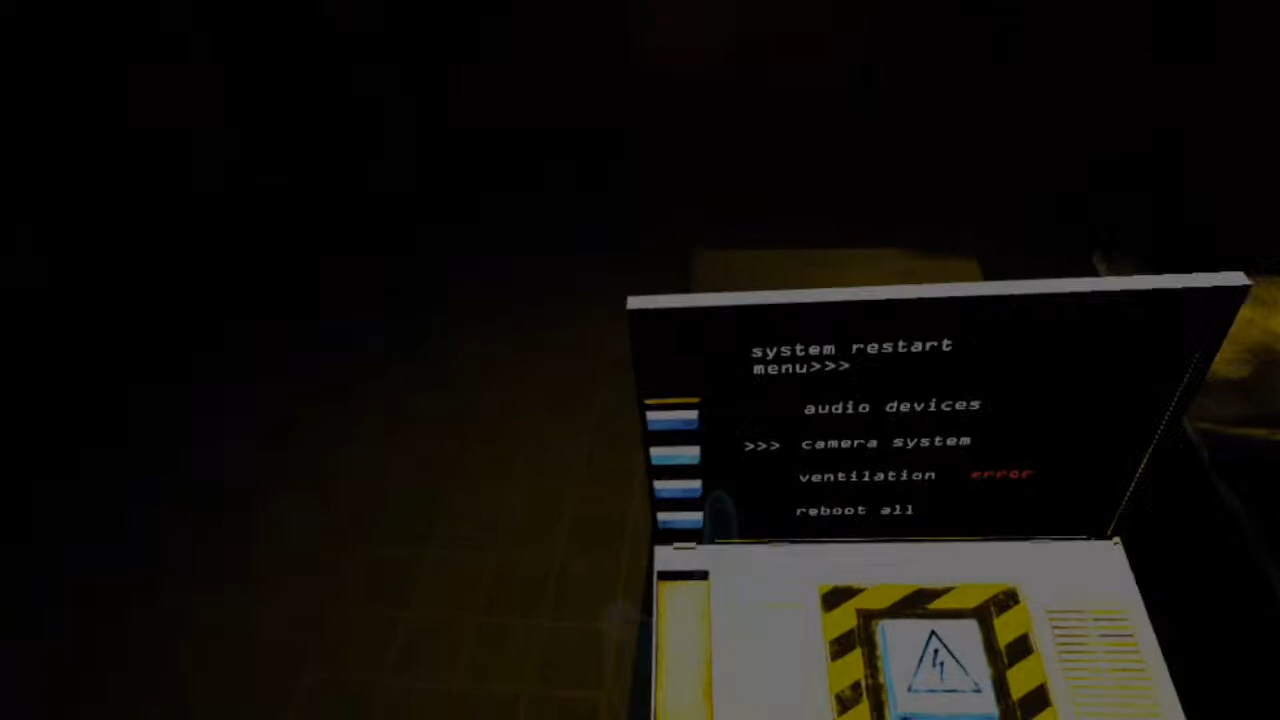 system restart
menu>>>
audio devices
>>> camera system
ventilation error
reboot all